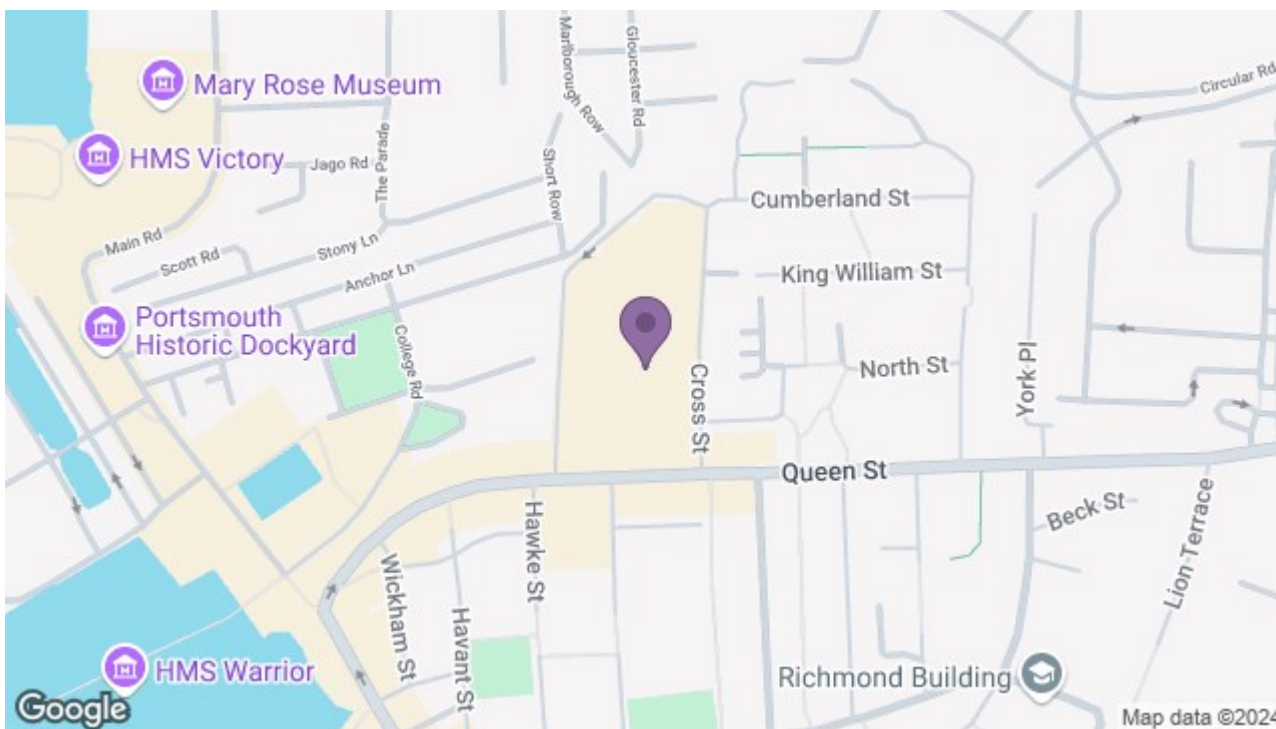 Mary Rose Museum
HMS Victory
Jago Rd
The Parade
Marlborough Row
Gloucester Rd
Short Row
Circular Rd
Cumberland St
King William St
North St
Main Rd
Scott Rd
Stony Ln
Anchor Ln
Portsmouth
Historic Dockyard
College Rd
Cross St
York Pl
Queen St
Beck St
Lion Terrace
Hawke St
Wickham St
Havant St
HMS Warrior
Richmond Building
Google
Map data ©2024